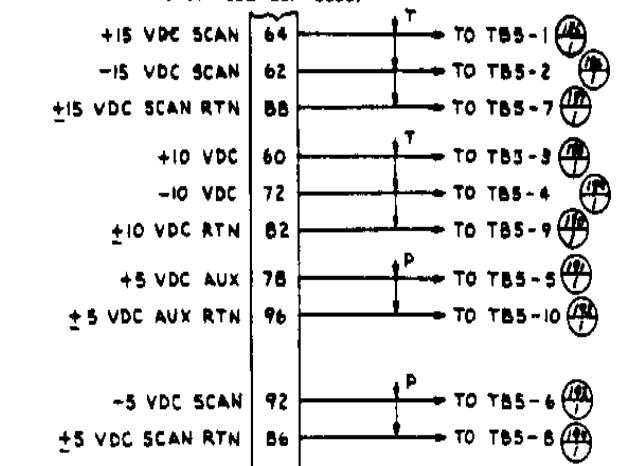 T
+15 VDC SCAN 64 TO TB5-1
-15 VDC SCAN 62 TO TB5-2
±15 VDC SCAN RTN 88 TO TB5-7
T
+10 VDC 60 TO TB3-3
-10 VDC 72 TO TB5-4
±10 VDC RTN 82 TO TB5-9
P
+5 VDC AUX 78 TO TB5-5
±5 VDC AUX RTN 96 TO TB5-10
P
-5 VDC SCAN 92 TO TB5-6
±5 VDC SCAN RTN 86 TO TB5-8